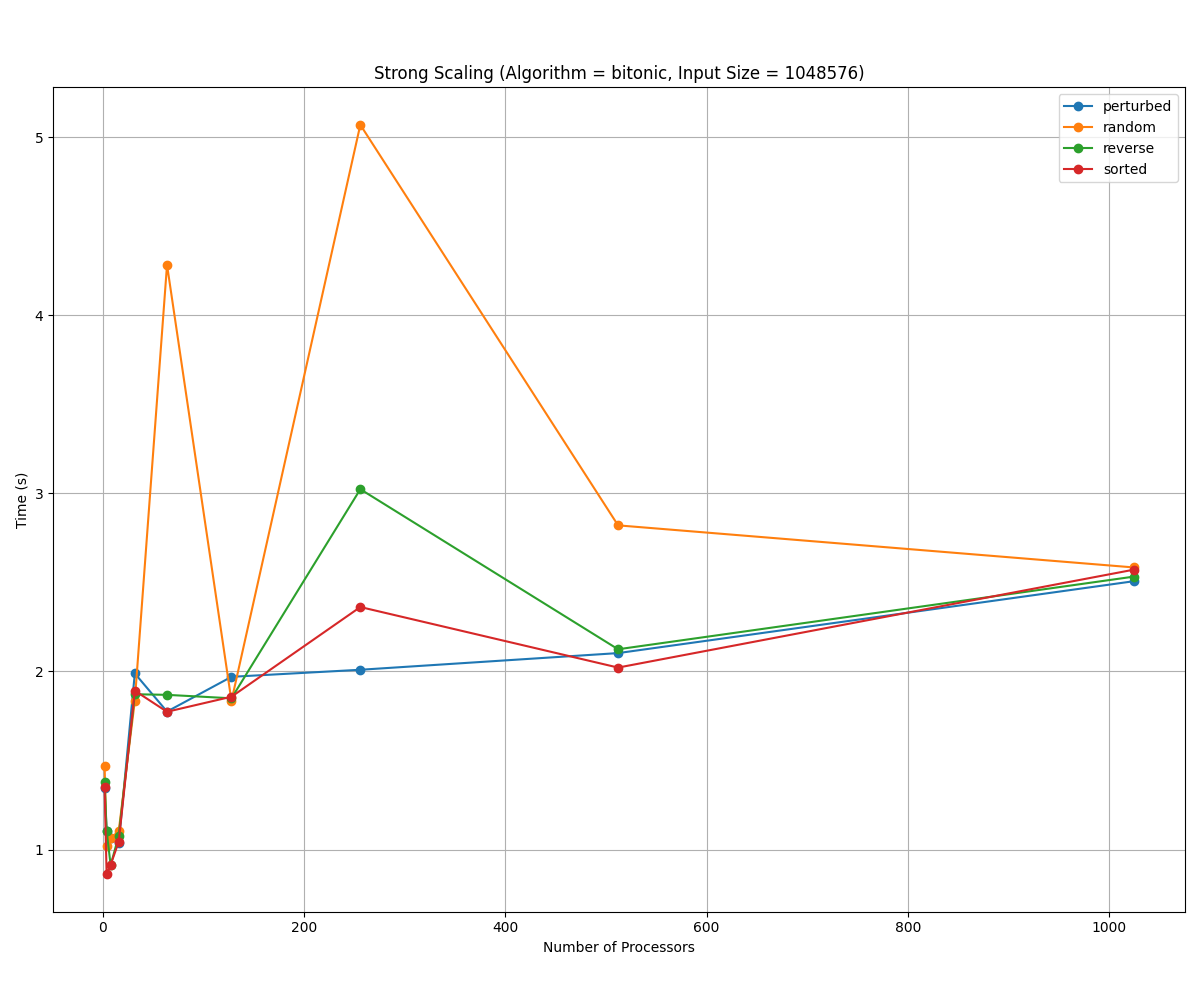 Strong Scaling (Algorithm = bitonic, Input Size = 1048576)
perturbed
random
reverse
sorted
5
4
3
2
1
Time (s)
0 200 400 600 800 1000
Number of Processors